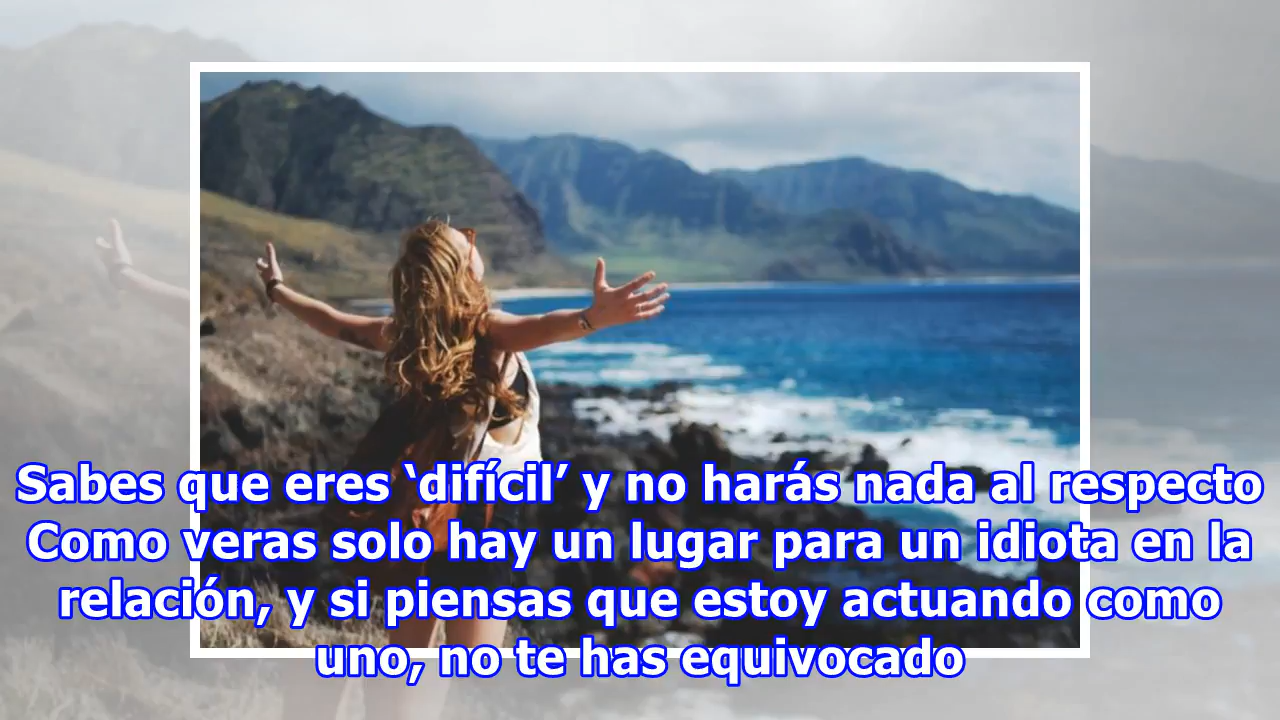 Sabes que eres ‘difícil’ y no harás nada al respecto
Como veras solo hay un lugar para un idiota en la
relación, y si piensas que estoy actuando como
uno, no te has equivocado